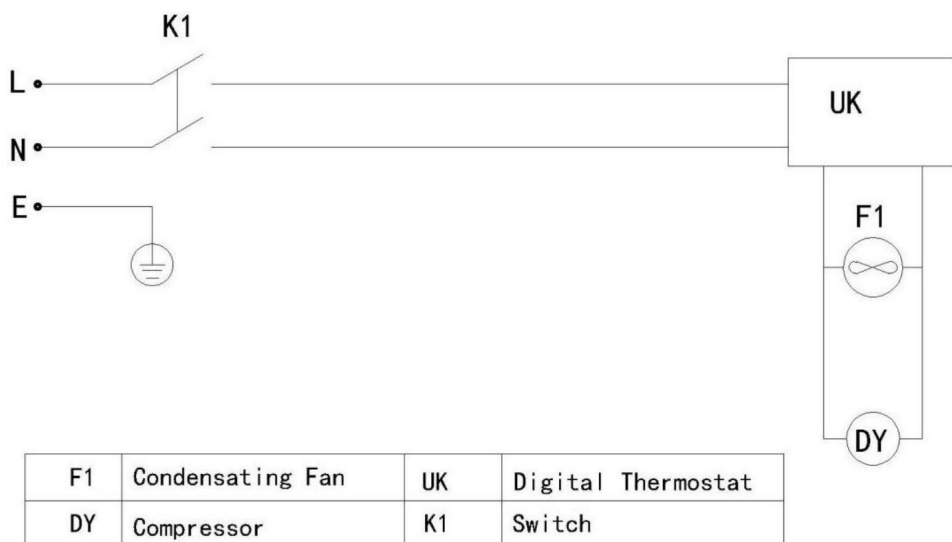 K1
L
UK
N
E
F1
DY
F1 Condensating Fan UK Digital Thermostat
DY Compressor K1 Switch